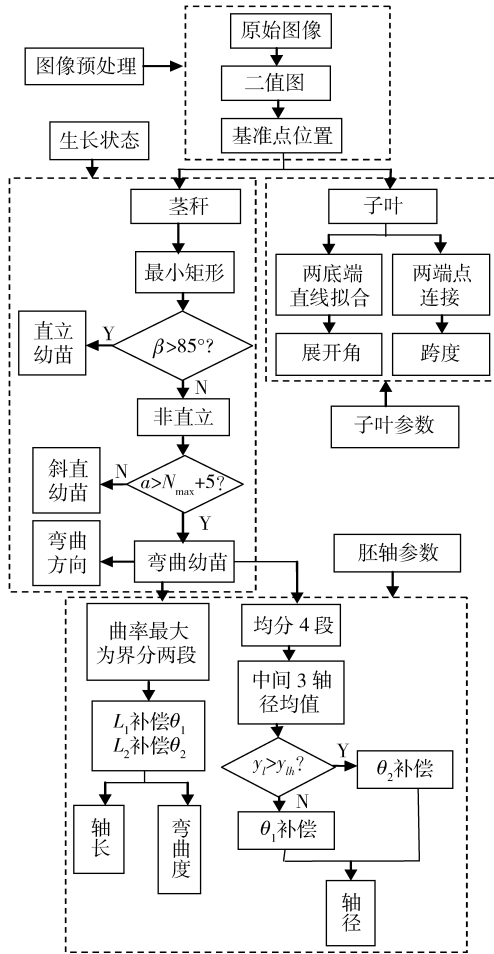 原始图像
图像预处理
二值图
基准点位置
生长状态
茎秆
子叶
最小矩形
两底端
直线拟合
两端点
连接
直立
幼苗
Y
β>85°?
展开角
跨度
N
非直立
子叶参数
斜直
幼苗
N
a>Nmax+5?
Y
弯曲
方向
弯曲幼苗
胚轴参数
曲率最大
为界分两段
均分4段
中间3轴
径均值
L1补偿θ1
L2补偿θ2
yl>ylh?
Y
θ2补偿
N
θ1补偿
轴长
弯曲度
轴径